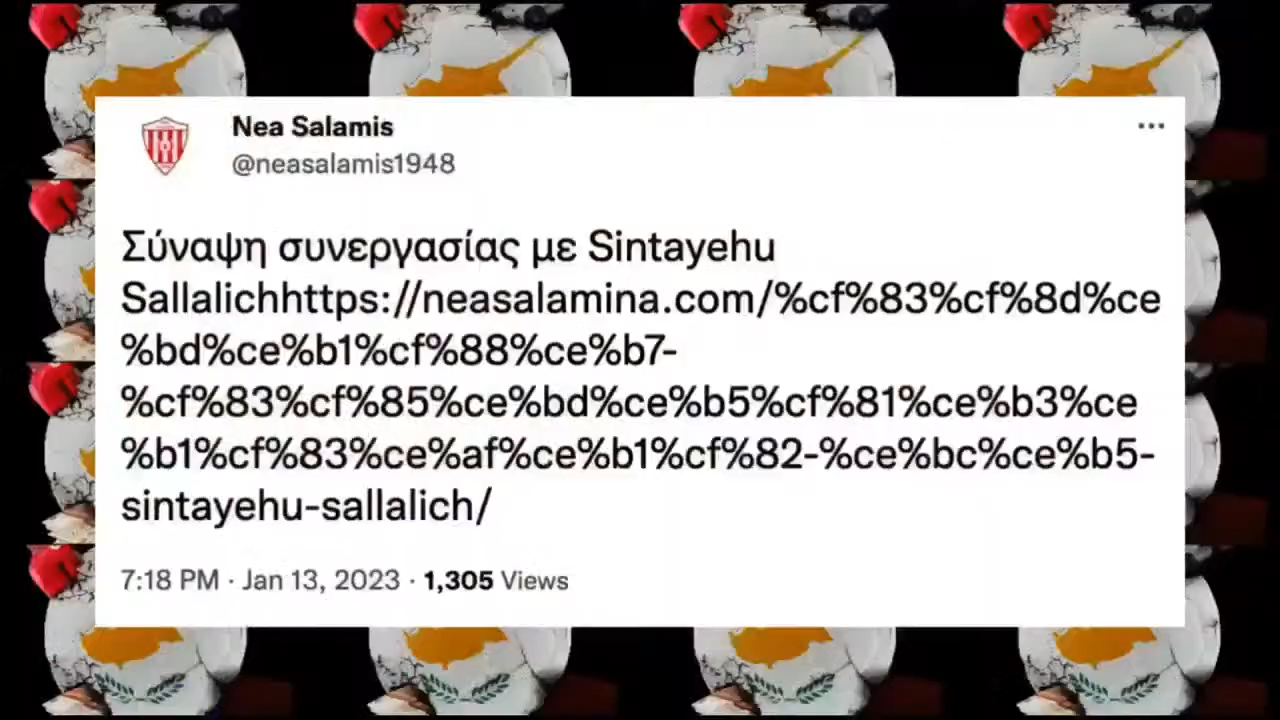 Nea Salamis
@neasalamis1948
Σύναψη συνεργασίας με Sintayehu
Sallalichhttps://neasalamina.com/%cf%83%cf%8d%ce
%bd%ce%b1%cf%88%ce%b7-
%cf%83%cf%85%ce%bd%ce%b5%cf%81%ce%b3%ce
%b1%cf%83%ce%af%ce%b1%cf%82-%ce%bc%ce%b5-
sintayehu-sallalich/
7:18 PM · Jan 13, 2023 · 1,305 Views